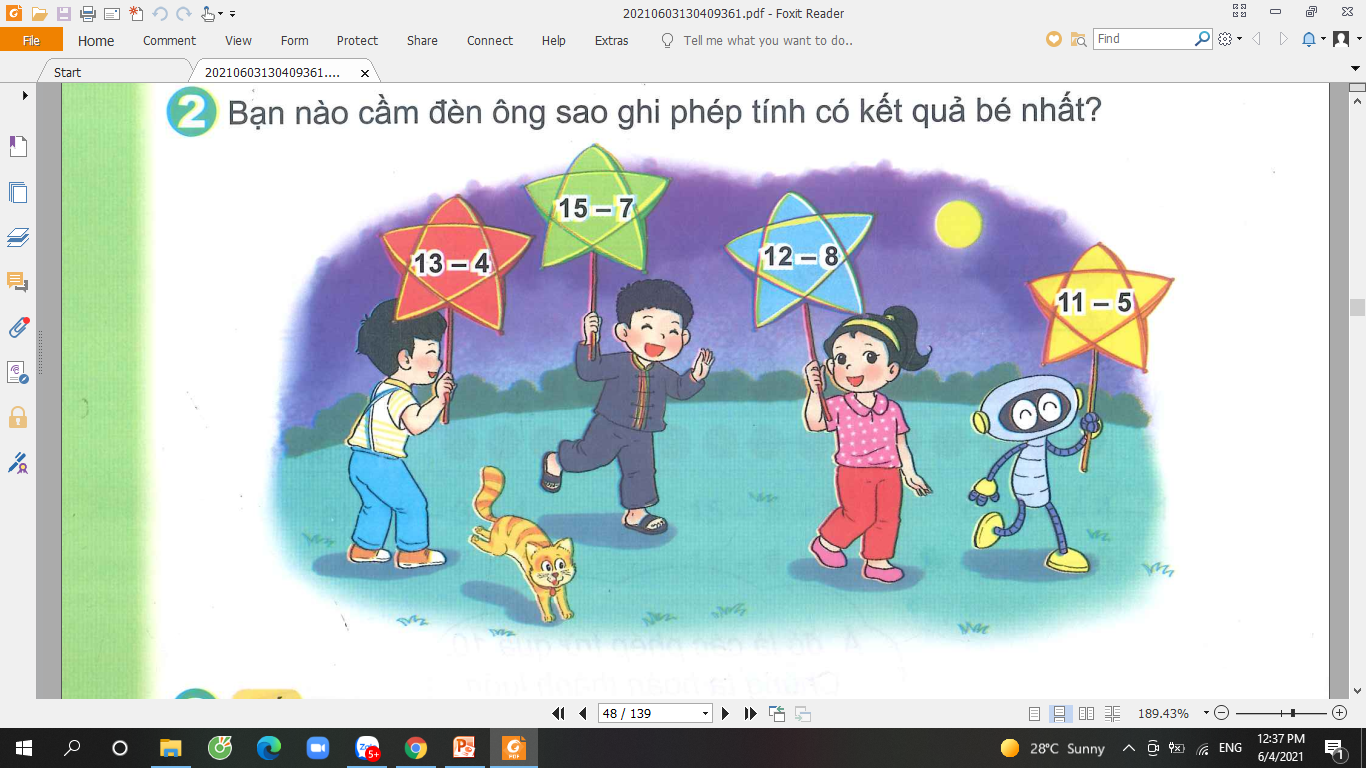 20210603130409361.pdf - Foxit Reader
File Home Comment View Form Protect Share Connect Help Extras Tell me what you want to do.. Find
Start 20210603130409361....
2 Bạn nào cầm đèn ông sao ghi phép tính có kết quả bé nhất?
13 – 4
15 – 7
12 – 8
11 – 5
48 / 139
189.43%
5+
28°C Sunny
ENG
12:37 PM
6/4/2021
1